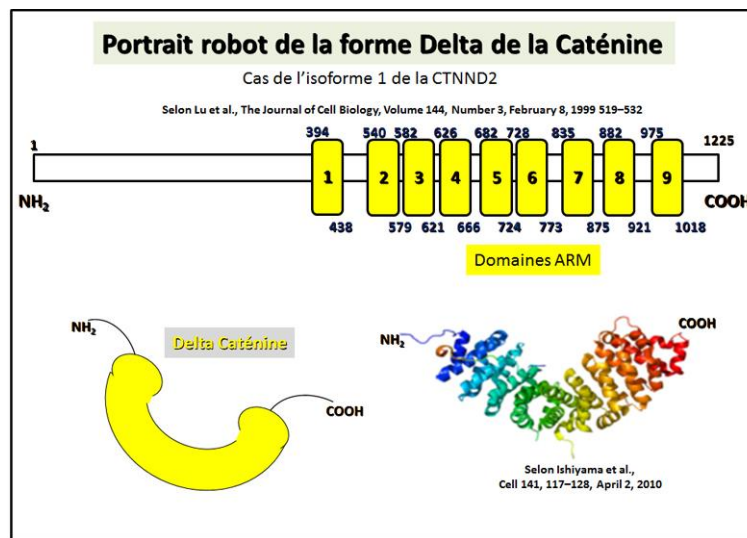 Portrait robot de la forme Delta de la Caténine
Cas de l'isoforme 1 de la CTNND2
Selon Lu et al., The Journal of Cell Biology, Volume 144, Number 3, February 8, 1999 519–532
394 540 582 626 682 728 835 882 975
1 1225
1 2 3 4 5 6 7 8 9
NH2 COOH
438 579 621 666 724 773 875 921 1018
Domaines ARM
NH2
Delta Caténine
COOH
NH2
COOH
Selon Ishiyama et al.,
Cell 141, 117–128, April 2, 2010